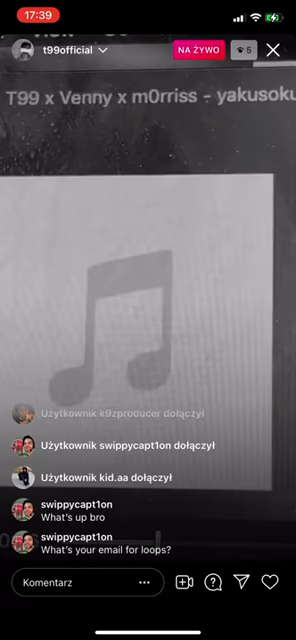 17:39
t99official
NA ŻYWO
5
T99 x Venny x m0rriss - yakusoku
Użytkownik k9zproducer dołączył
Użytkownik swippycapt1on dołączył
Użytkownik kid.aa dołączył
swippycapt1on
What's up bro
swippycapt1on
What's your email for loops?
Komentarz